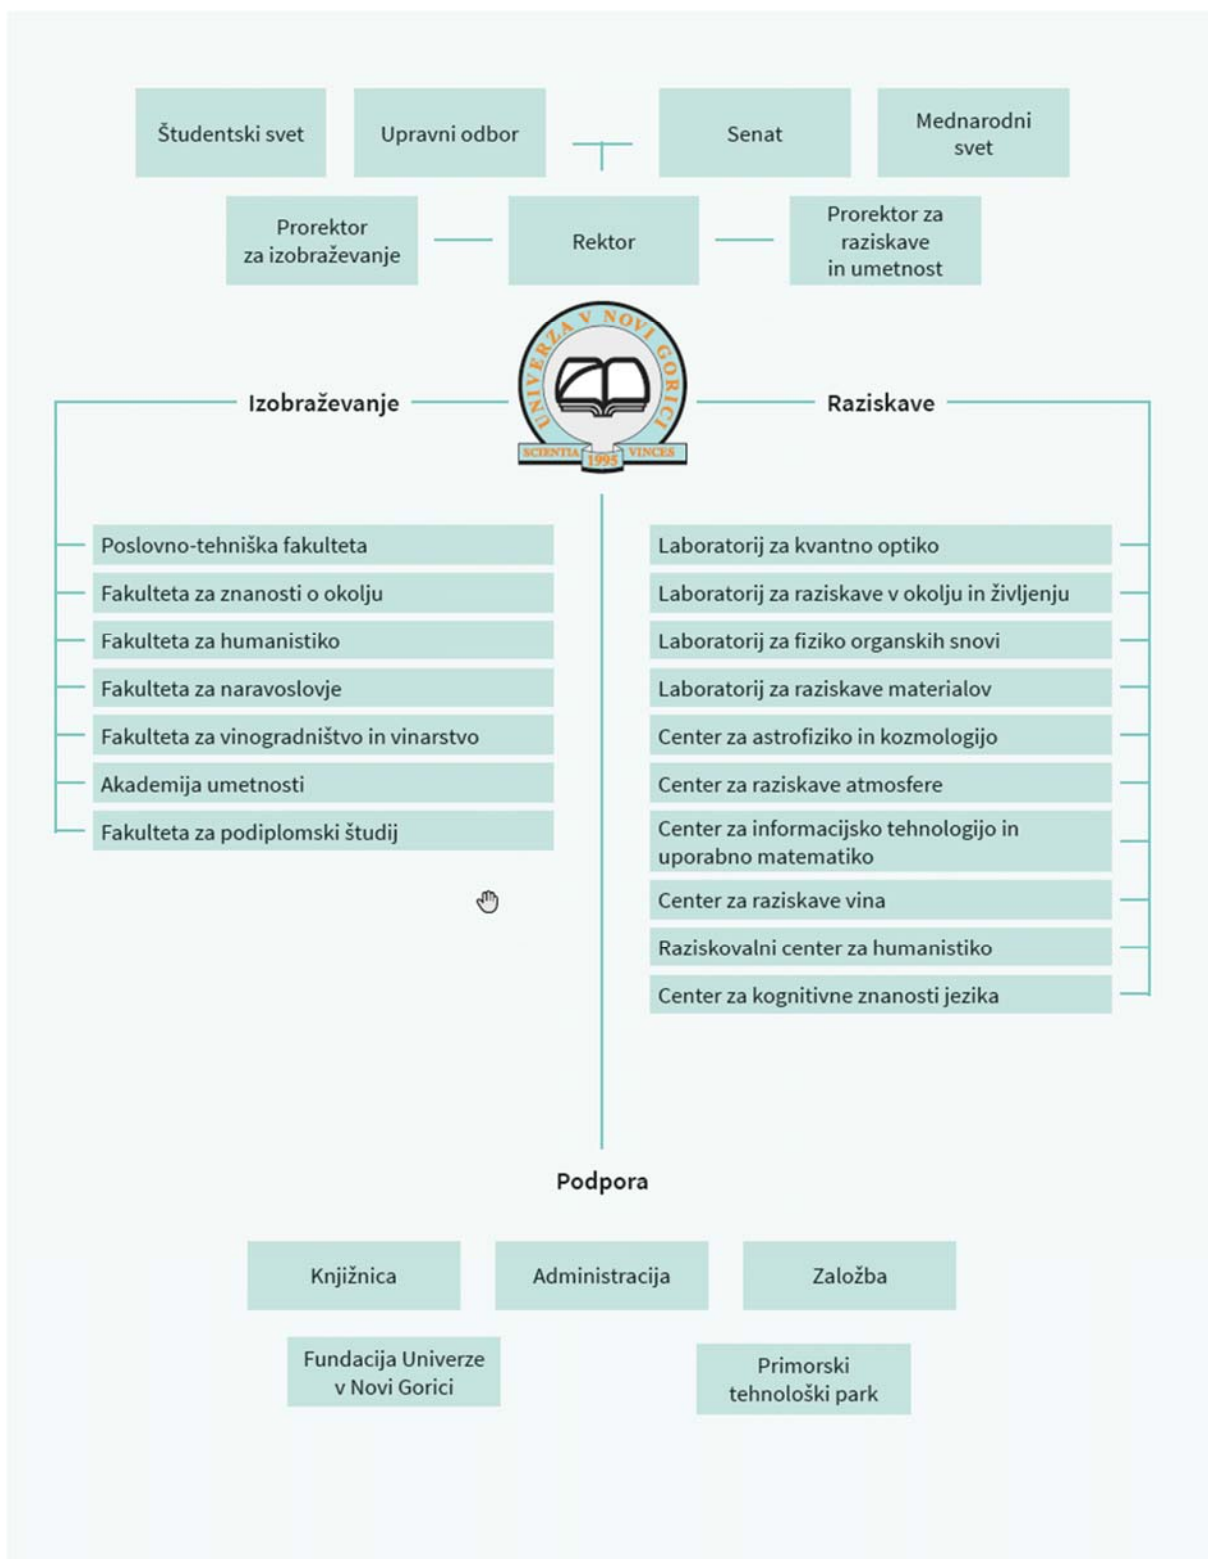 Študentski svet
Upravni odbor
Senat
Mednarodni
svet
Prorektor
za izobraževanje
Rektor
Prorektor za
raziskave
in umetnost
UNIVERZA V NOVI GORICI
SCIENTIA
1995
VINCES
Izobraževanje
Raziskave
Poslovno-tehniška fakulteta
Fakulteta za znanosti o okolju
Fakulteta za humanistiko
Fakulteta za naravoslovje
Fakulteta za vinogradništvo in vinarstvo
Akademija umetnosti
Fakulteta za podiplomski študij
Laboratorij za kvantno optiko
Laboratorij za raziskave v okolju in življenju
Laboratorij za fiziko organskih snovi
Laboratorij za raziskave materialov
Center za astrofiziko in kozmologijo
Center za raziskave atmosfere
Center za informacijsko tehnologijo in
uporabno matematiko
Center za raziskave vina
Raziskovalni center za humanistiko
Center za kognitivne znanosti jezika
Podpora
Knjižnica
Administracija
Založba
Fundacija Univerze
v Novi Gorici
Primorski
tehnološki park